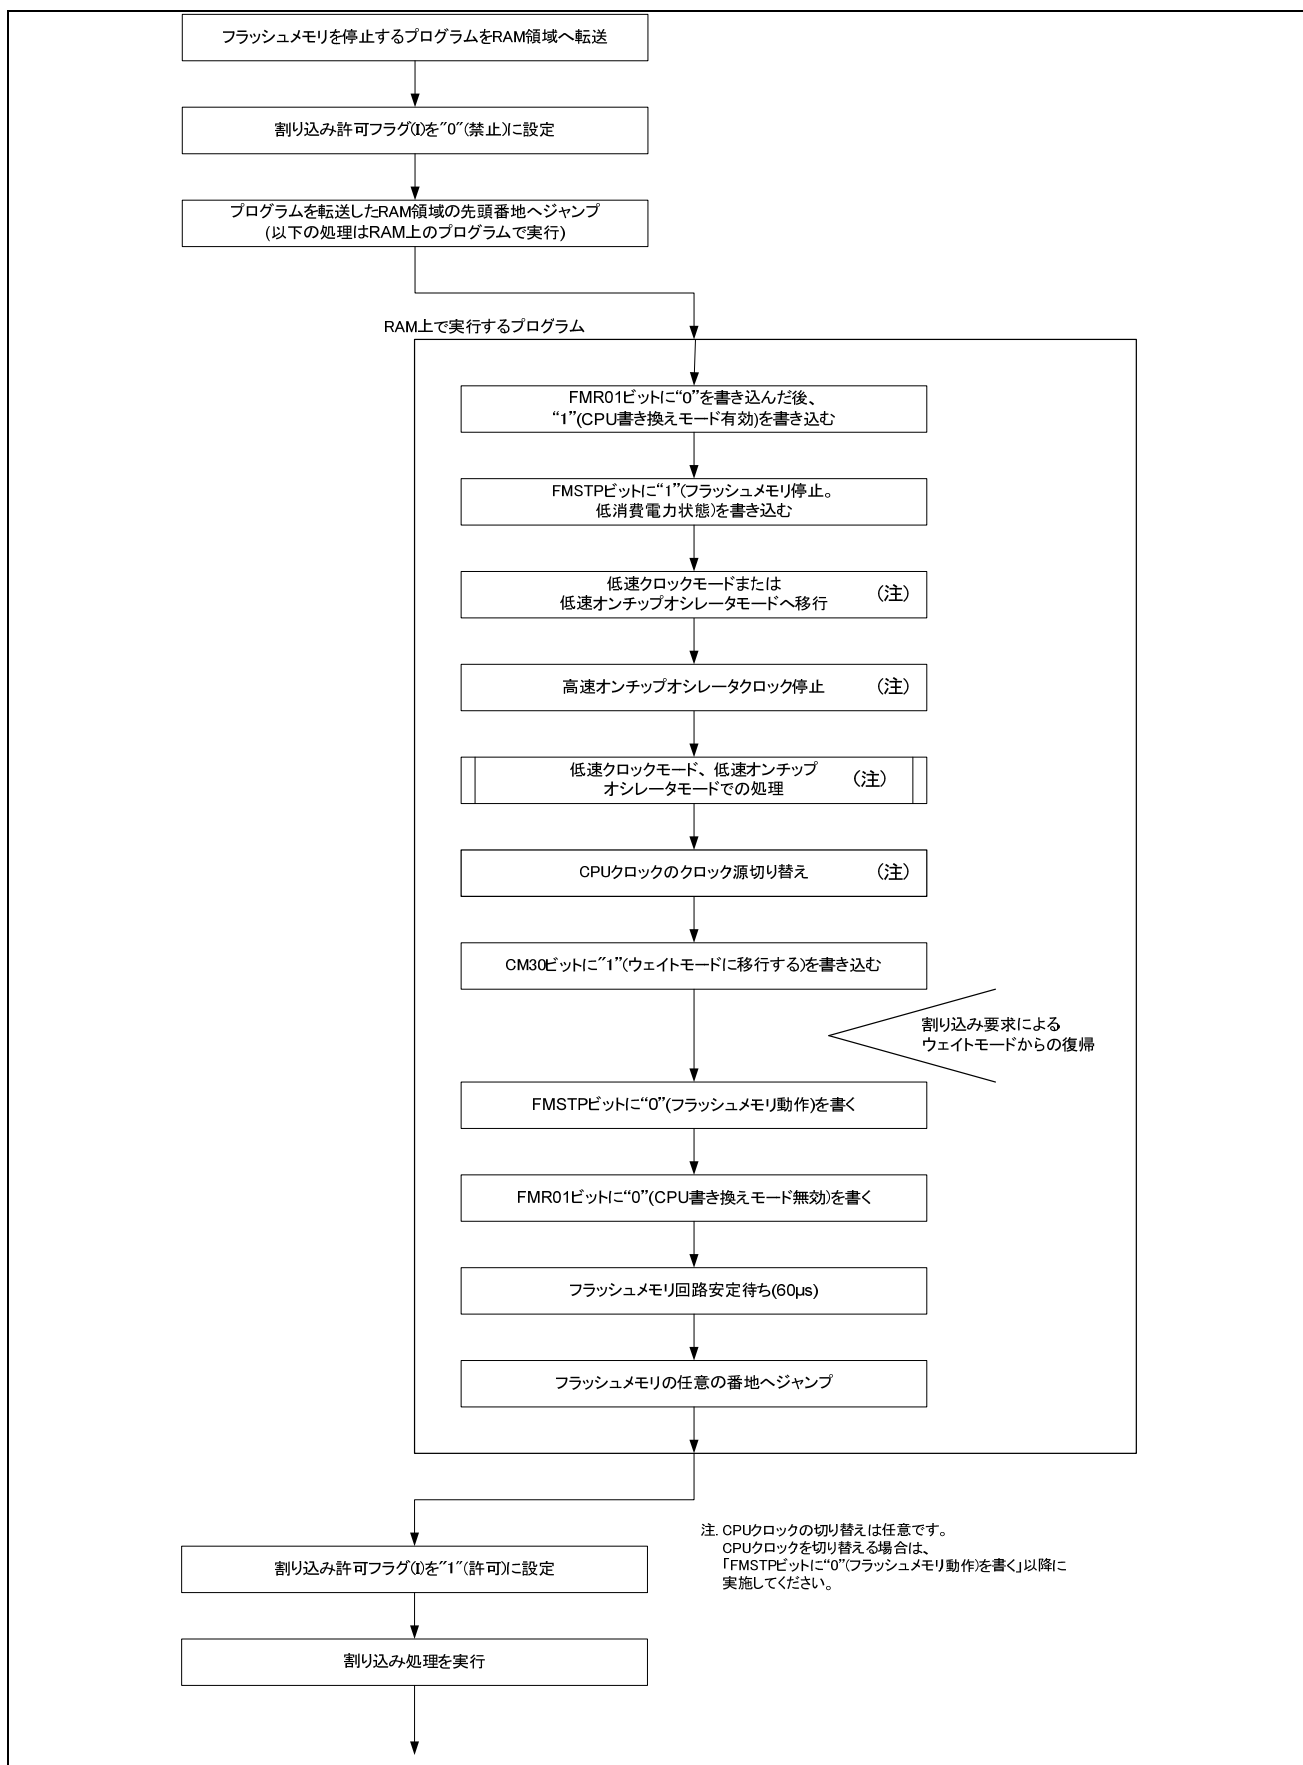 フラッシュメモリを停止するプログラムをRAM領域へ転送
割り込み許可フラグ(I)を"0"(禁止)に設定
プログラムを転送したRAM領域の先頭番地へジャンプ
(以下の処理はRAM上のプログラムで実行)
RAM上で実行するプログラム
FMR01ビットに“0”を書き込んだ後、
“1”(CPU書き換えモード有効)を書き込む
FMSTPビットに“1”(フラッシュメモリ停止。
低消費電力状態)を書き込む
低速クロックモードまたは
低速オンチップオシレータモードへ移行 (注)
高速オンチップオシレータクロック停止 (注)
低速クロックモード、低速オンチップ
オシレータモードでの処理 (注)
CPUクロックのクロック源切り替え (注)
CM30ビットに"1"(ウェイトモードに移行する)を書き込む
割り込み要求による
ウェイトモードからの復帰
FMSTPビットに“0”(フラッシュメモリ動作)を書く
FMR01ビットに“0”(CPU書き換えモード無効)を書く
フラッシュメモリ回路安定待ち(60μs)
フラッシュメモリの任意の番地へジャンプ
割り込み許可フラグ(I)を"1"(許可)に設定
割り込み処理を実行
注. CPUクロックの切り替えは任意です。
CPUクロックを切り替える場合は、
「FMSTPビットに“0”(フラッシュメモリ動作)を書く」以降に
実施してください。